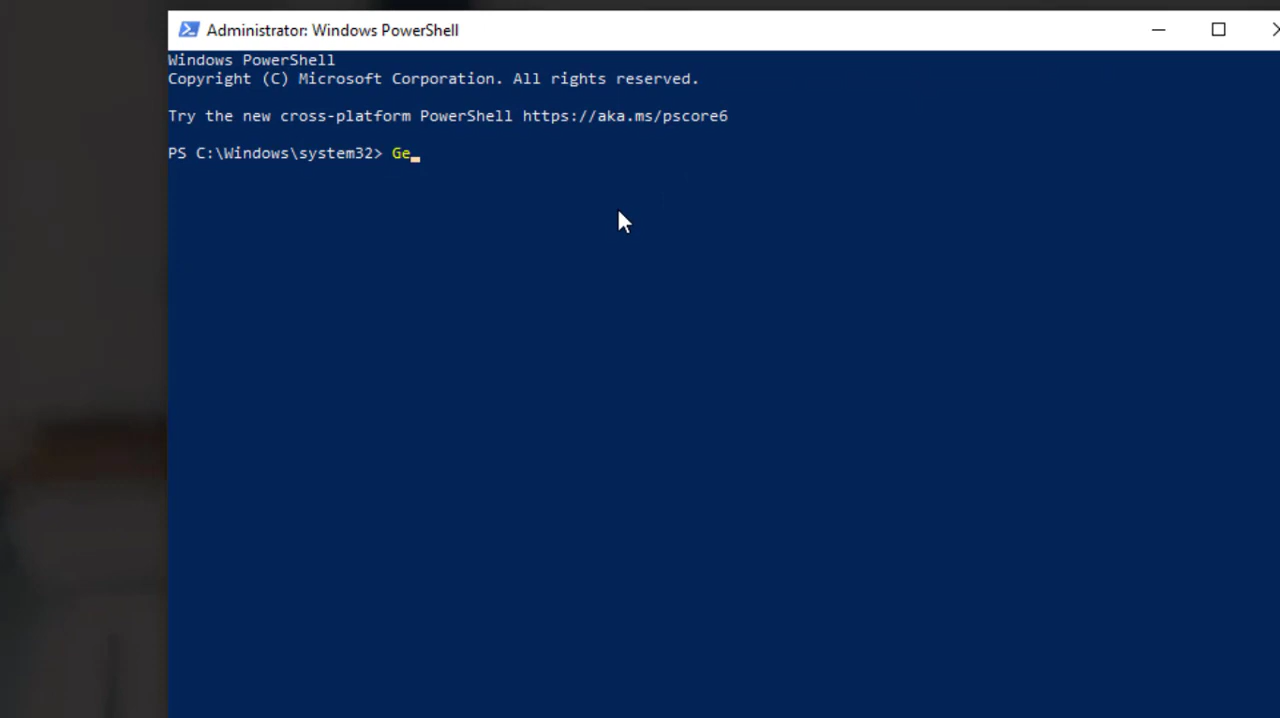 Administrator: Windows PowerShell
Windows PowerShell
Copyright (C) Microsoft Corporation. All rights reserved.
Try the new cross-platform PowerShell https://aka.ms/pscore6
PS C:\Windows\system32> Ge_